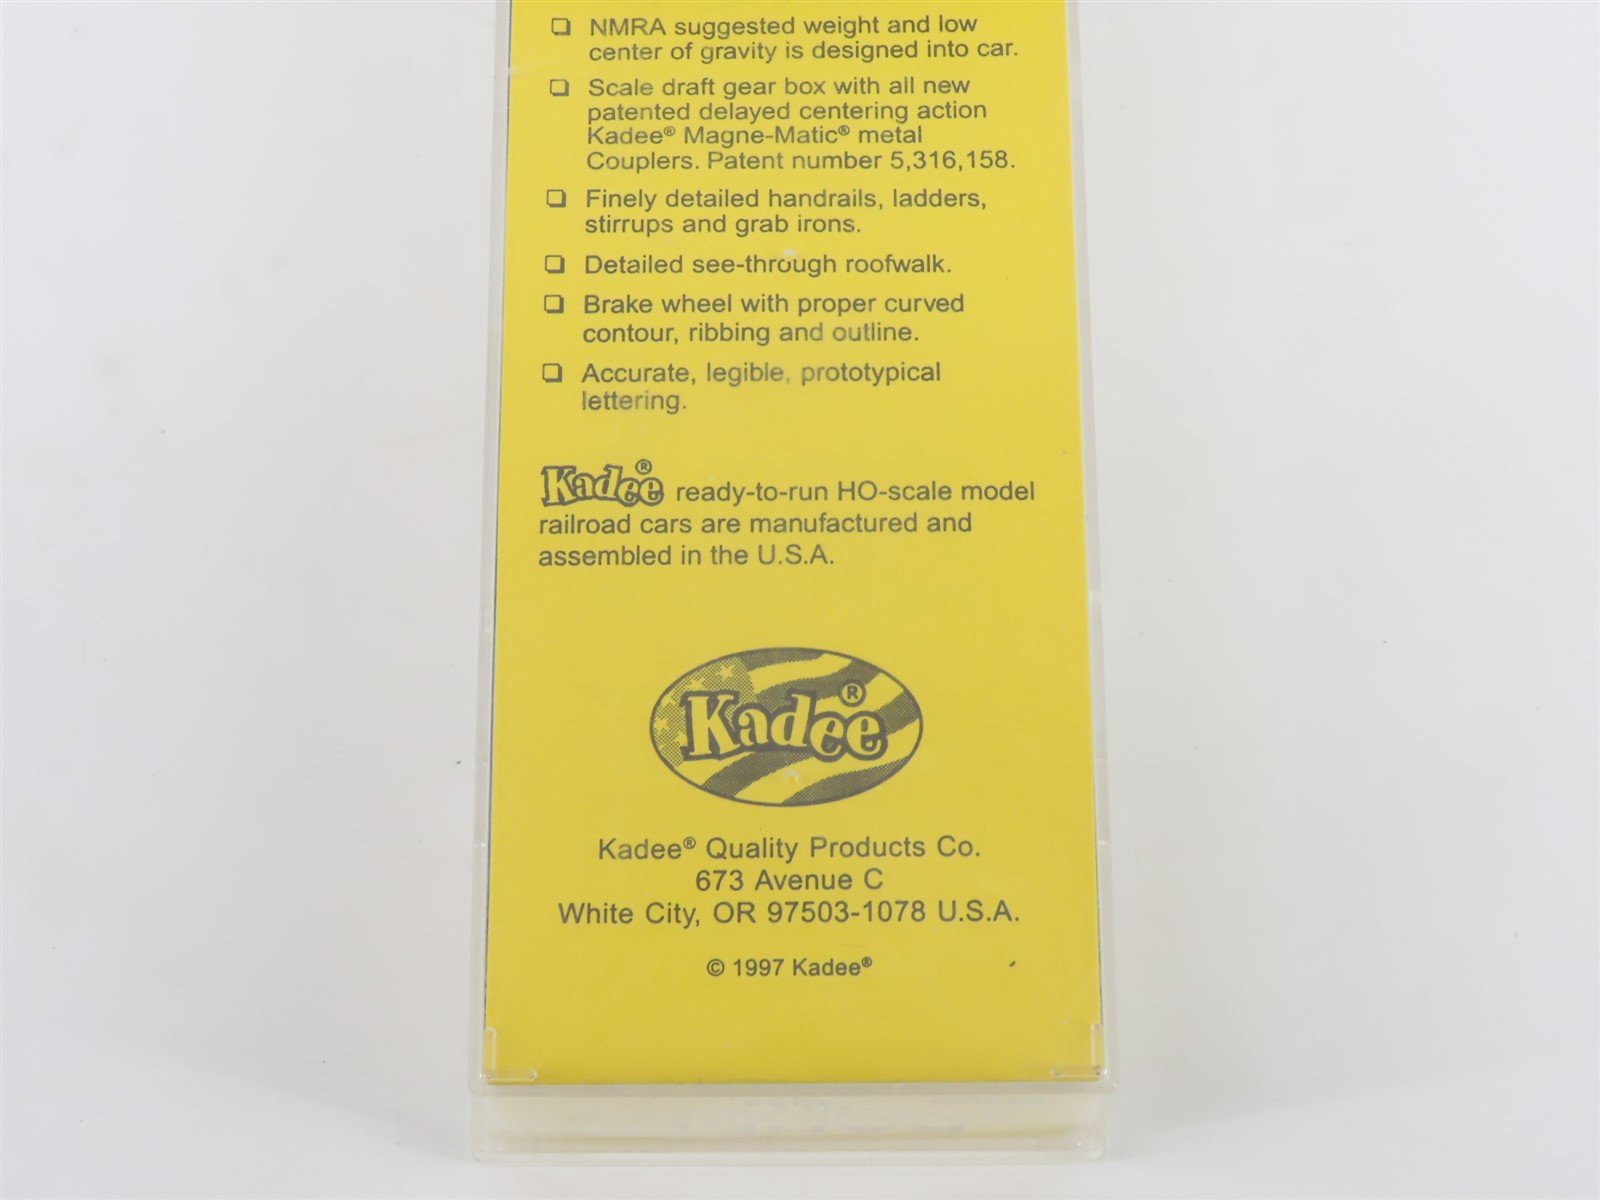 ❏ NMRA suggested weight and low
center of gravity is designed into car.
❏ Scale draft gear box with all new
patented delayed centering action
Kadee® Magne-Matic® metal
Couplers. Patent number 5,316,158.
❏ Finely detailed handrails, ladders,
stirrups and grab irons.
❏ Detailed see-through roofwalk.
❏ Brake wheel with proper curved
contour, ribbing and outline.
❏ Accurate, legible, prototypical
lettering.
Kadee® ready-to-run HO-scale model
railroad cars are manufactured and
assembled in the U.S.A.
Kadee®
Kadee® Quality Products Co.
673 Avenue C
White City, OR 97503-1078 U.S.A.
© 1997 Kadee®